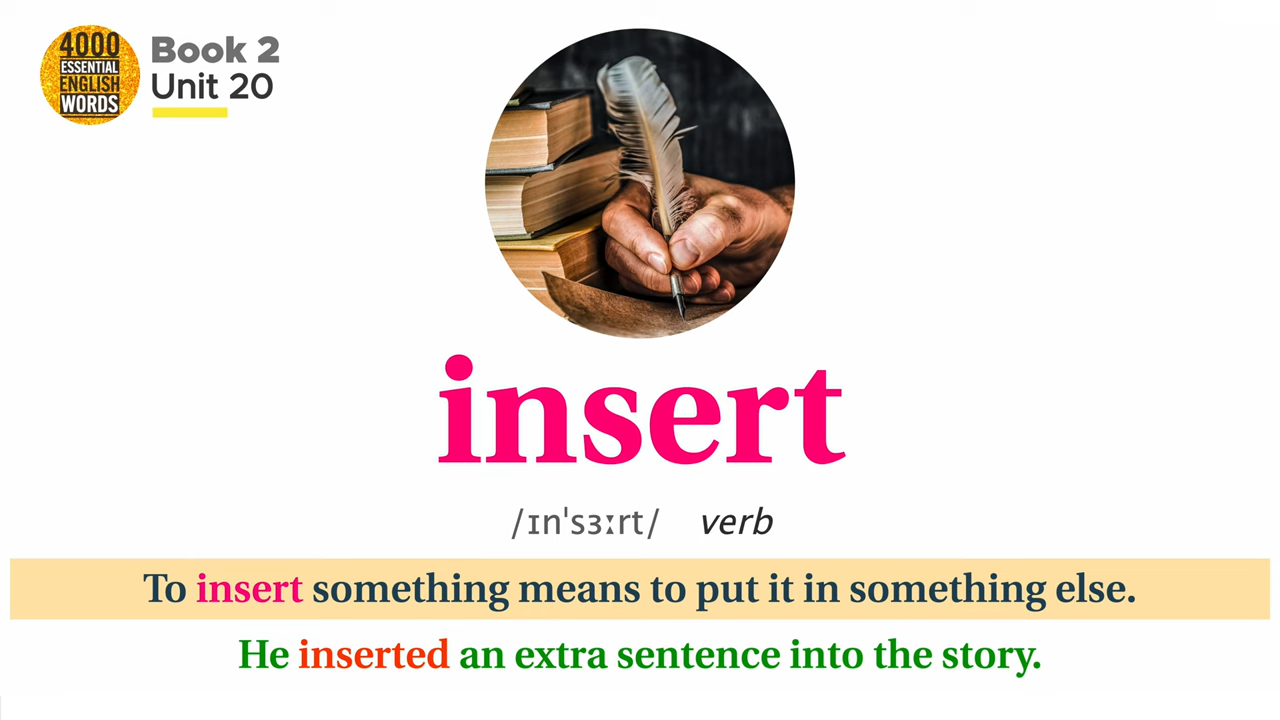 4000
ESSENTIAL
ENGLISH
WORDS
Book 2
Unit 20
insert
/ɪnˈsɜːrt/ verb
To insert something means to put it in something else.
He inserted an extra sentence into the story.